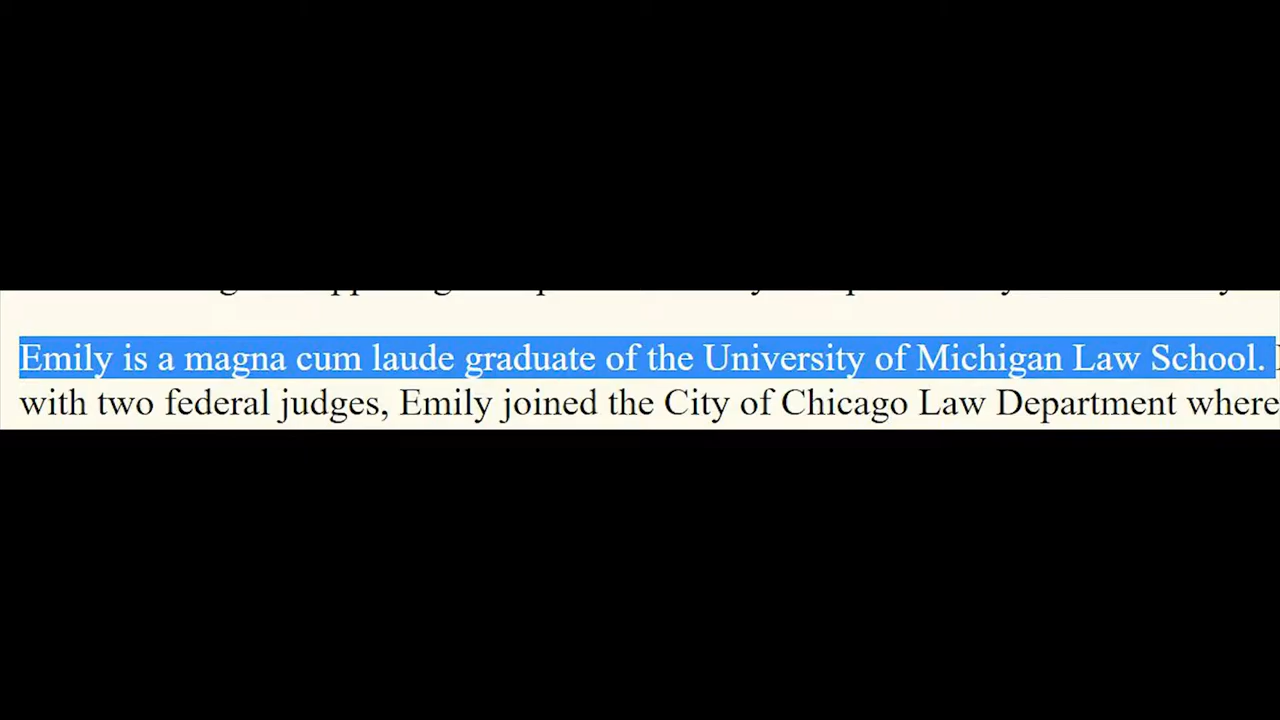 Emily is a magna cum laude graduate of the University of Michigan Law School.
with two federal judges, Emily joined the City of Chicago Law Department where